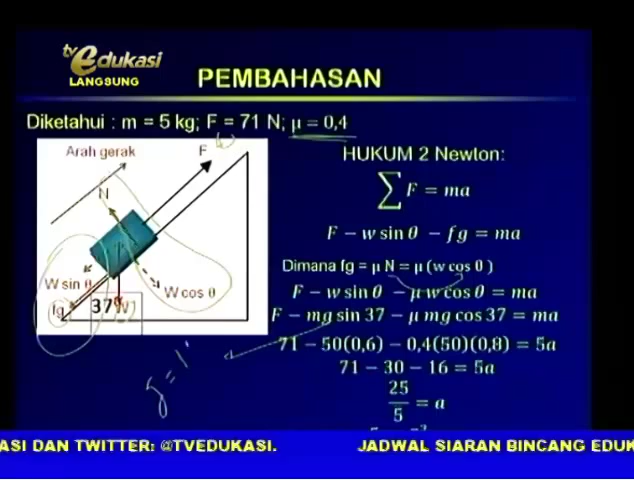 tv edukasi
LANGSUNG
PEMBAHASAN
Diketahui : m = 5 kg; F = 71 N; μ = 0,4
Arah gerak
F
N
W sin θ
W cos θ
fg
37°
W
HUKUM 2 Newton:
∑ F = ma
F − w sin θ − fg = ma
Dimana fg = μ N = μ (w cos θ )
F − w sin θ − μ w cos θ = ma
F − mg sin 37 − μ mg cos 37 = ma
71 − 50(0,6) − 0,4(50)(0,8) = 5a
71 − 30 − 16 = 5a
25
5
= a
g = 1
ASI DAN TWITTER: @TVEDUKASI. JADWAL SIARAN BINCANG EDUK